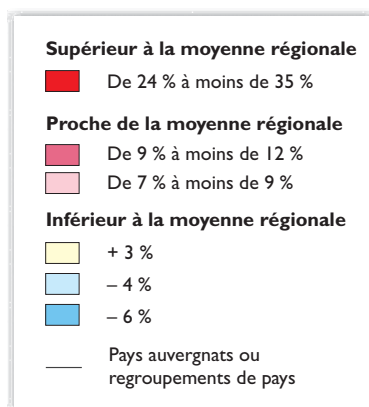 Supérieur à la moyenne régionale
De 24 % à moins de 35 %
Proche de la moyenne régionale
De 9 % à moins de 12 %
De 7 % à moins de 9 %
Inférieur à la moyenne régionale
+ 3 %
– 4 %
– 6 %
Pays auvergnats ou
regroupements de pays